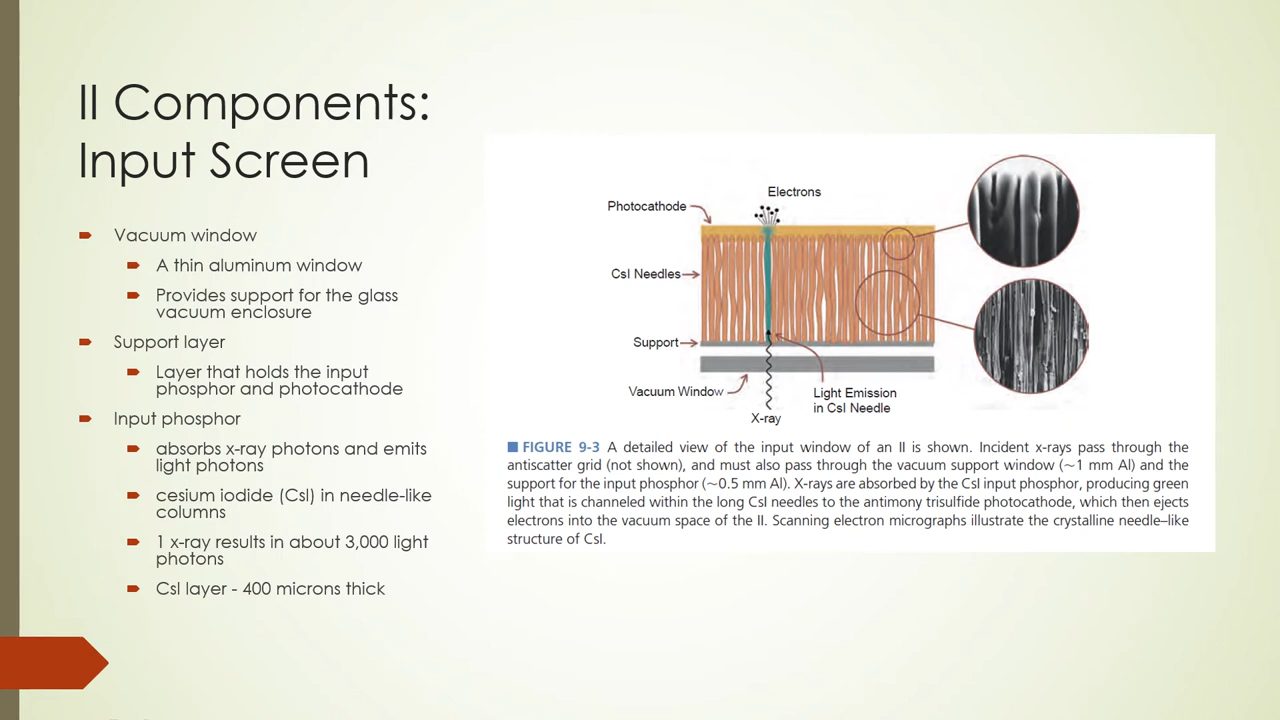 II Components:
Input Screen
Vacuum window
A thin aluminum window
Provides support for the glass
vacuum enclosure
Support layer
Layer that holds the input
phosphor and photocathode
Input phosphor
absorbs x-ray photons and emits
light photons
cesium iodide (CsI) in needle-like
columns
1 x-ray results in about 3,000 light
photons
CsI layer - 400 microns thick
Electrons
Photocathode
CsI Needles
Support
Vacuum Window
Light Emission
in CsI Needle
X-ray
FIGURE 9-3 A detailed view of the input window of an II is shown. Incident x-rays pass through the
antiscatter grid (not shown), and must also pass through the vacuum support window (~1 mm Al) and the
support for the input phosphor (~0.5 mm Al). X-rays are absorbed by the CsI input phosphor, producing green
light that is channeled within the long CsI needles to the antimony trisulfide photocathode, which then ejects
electrons into the vacuum space of the II. Scanning electron micrographs illustrate the crystalline needle–like
structure of CsI.